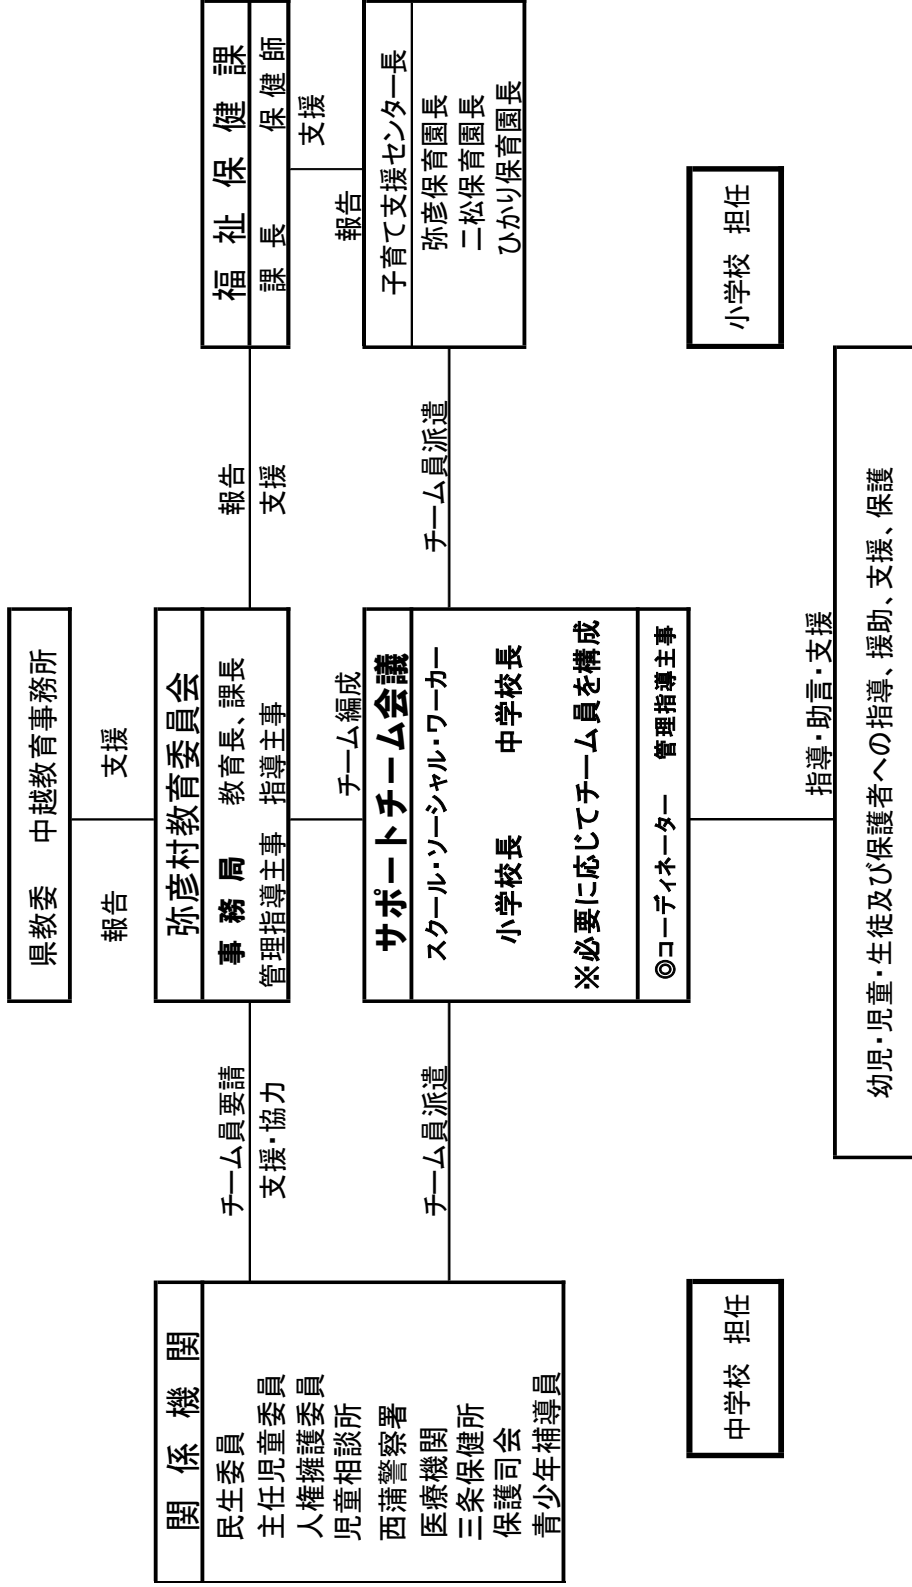 県教委　中越教育事務所
報告
支援
弥彦村教育委員会
事務局　教育長、課長
管理指導主事　指導主事
チーム編成
サポートチーム会議
スクール・ソーシャル・ワーカー
小学校長　中学校長
※必要に応じてチーム員を構成
◎コーディネーター　管理指導主事
指導・助言・支援
幼児・児童・生徒及び保護者への指導、援助、支援、保護
関係機関
民生委員
主任児童委員
人権擁護委員
児童相談所
西蒲警察署
医療機関
三条保健所
保護司会
青少年補導員
チーム員要請
支援・協力
チーム員派遣
中学校　担任
福祉保健課
課長　保健師
報告
支援
報告
支援
子育て支援センター長
弥彦保育園長
二松保育園長
ひかり保育園長
チーム員派遣
小学校　担任